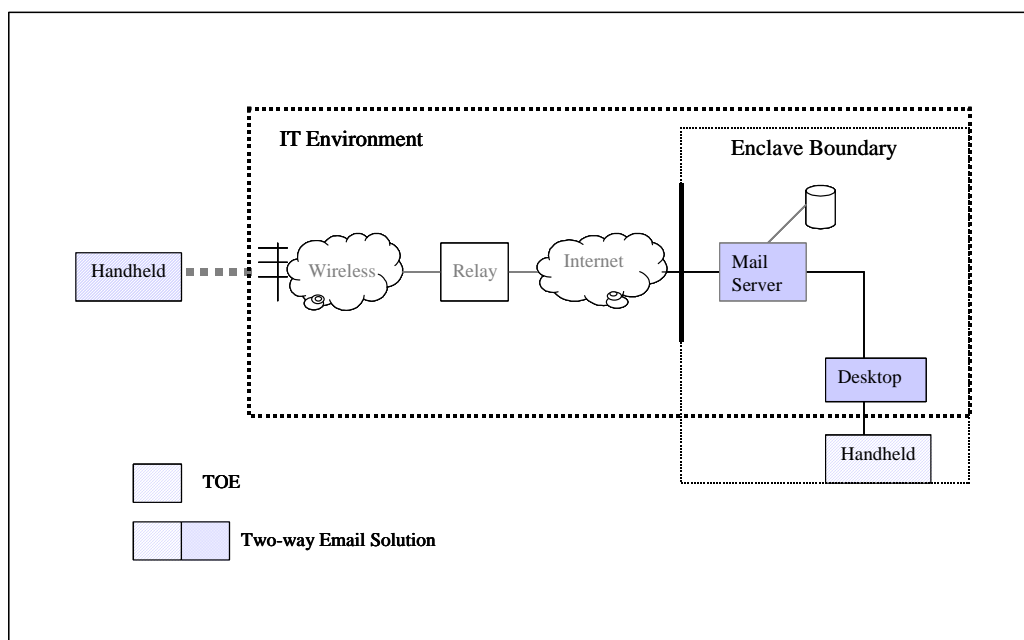 IT Environment
Enclave Boundary
Handheld
Wireless
Relay
Internet
Mail
Server
Desktop
Handheld
TOE
Two-way Email Solution